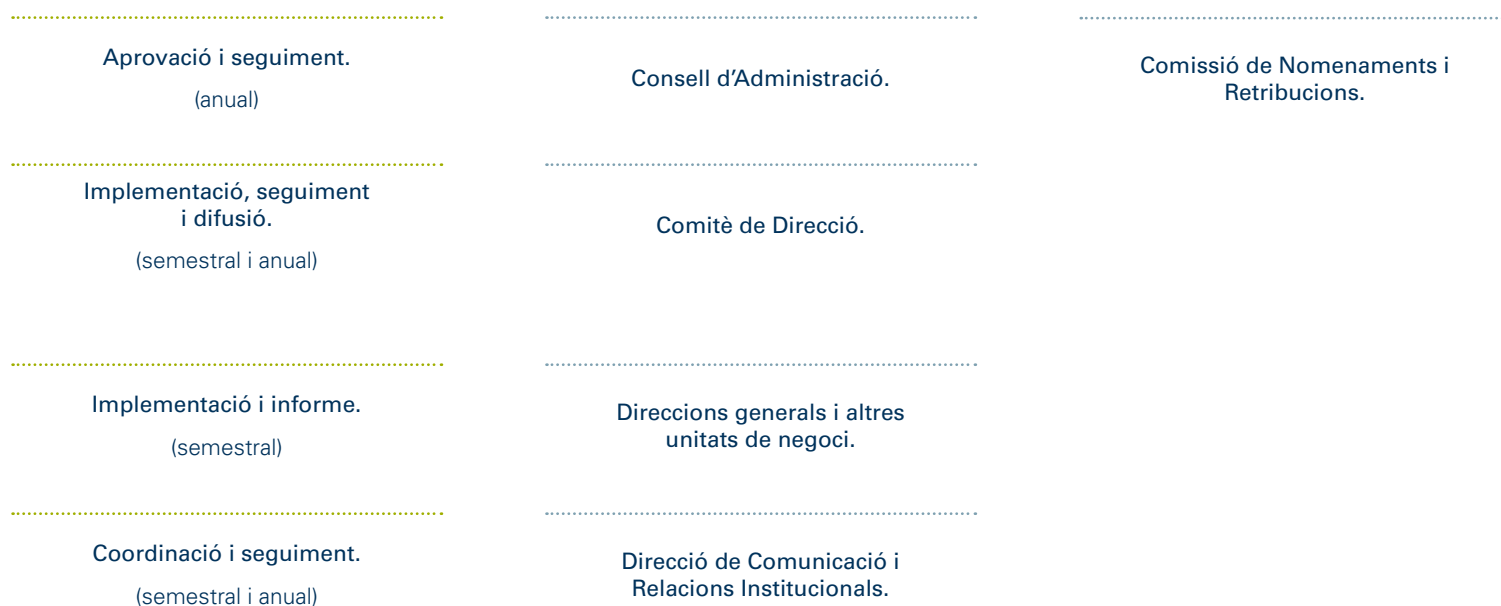 Aprovació i seguiment.
(anual)
Consell d'Administració.
Comissió de Nomenaments i
Retribucions.
Implementació, seguiment
i difusió.
(semestral i anual)
Comitè de Direcció.
Implementació i informe.
(semestral)
Direccions generals i altres
unitats de negoci.
Coordinació i seguiment.
(semestral i anual)
Direcció de Comunicació i
Relacions Institucionals.